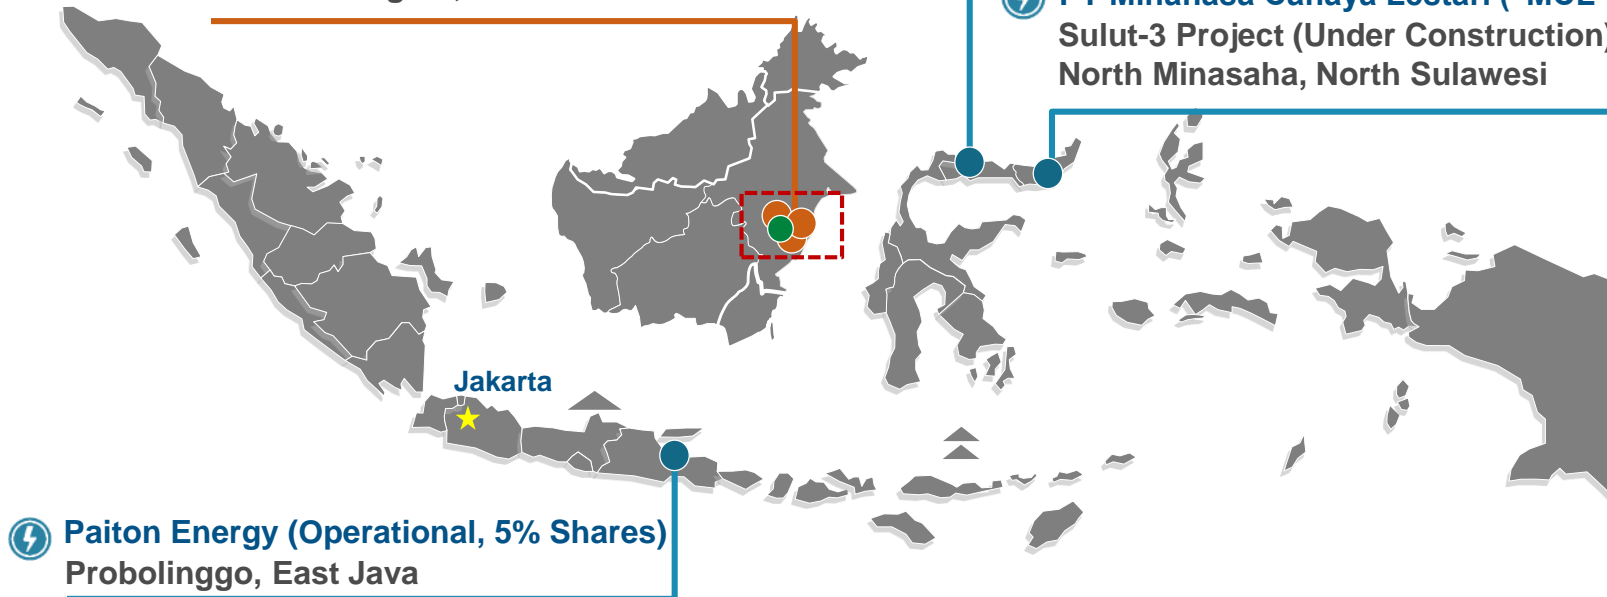 Sulut-3 Project (Under Construction)
North Minasaha, North Sulawesi
Jakarta
Paiton Energy (Operational, 5% Shares)
Probolinggo, East Java